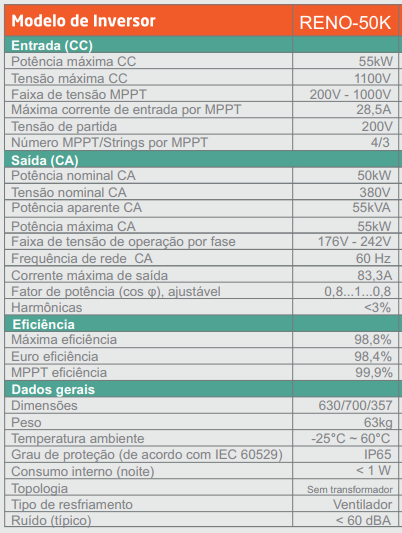 Modelo de Inversor RENO-50K
Entrada (CC)
Potência máxima CC 55kW
Tensão máxima CC 1100V
Faixa de tensão MPPT 200V - 1000V
Máxima corrente de entrada por MPPT 28,5A
Tensão de partida 200V
Número MPPT/Strings por MPPT 4/3
Saída (CA)
Potência nominal CA 50kW
Tensão nominal CA 380V
Potência aparente CA 55kVA
Potência máxima CA 55kW
Faixa de tensão de operação por fase 176V - 242V
Frequência de rede CA 60 Hz
Corrente máxima de saída 83,3A
Fator de potência (cos φ), ajustável 0,8...1...0,8
Harmônicas <3%
Eficiência
Máxima eficiência 98,8%
Euro eficiência 98,4%
MPPT eficiência 99,9%
Dados gerais
Dimensões 630/700/357
Peso 63kg
Temperatura ambiente -25°C ~ 60°C
Grau de proteção (de acordo com IEC 60529) IP65
Consumo interno (noite) < 1 W
Topologia Sem transformador
Tipo de resfriamento Ventilador
Ruído (típico) < 60 dBA